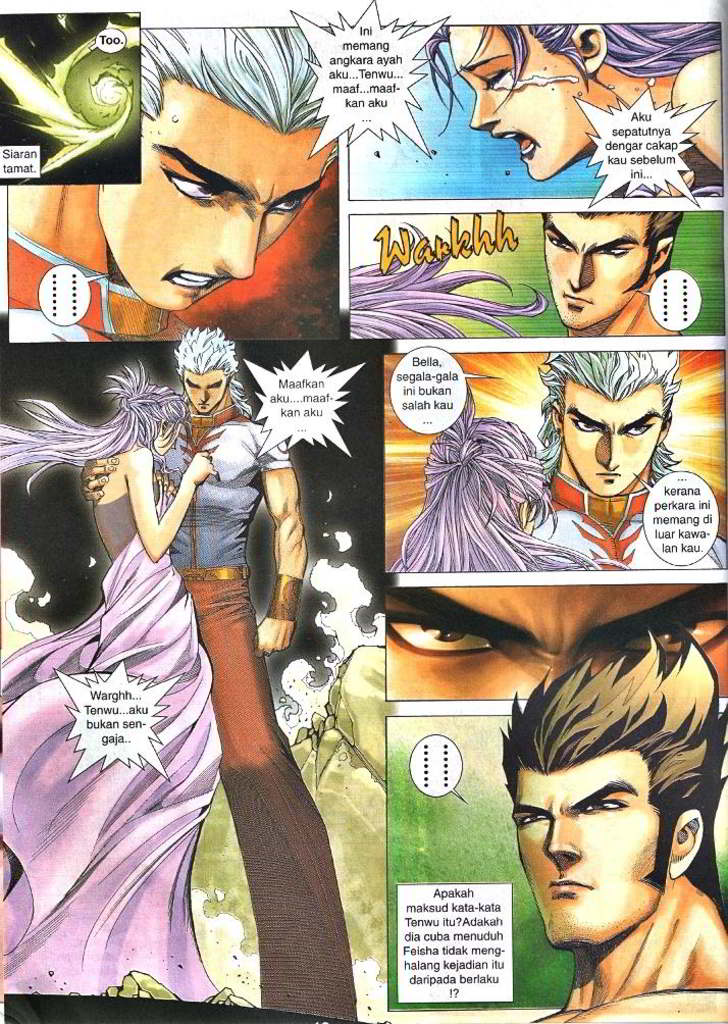 Too.
Siaran
tamat.
Ini
memang
angkara ayah
aku...Tenwu...
maaf...maaf-
kan aku
...
Aku
sepatutnya
dengar cakap
kau sebelum
ini...
Warkhh
Maafkan
aku....maaf-
kan aku
...
Warghh...
Tenwu...aku
bukan sen-
gaja..
Bella,
segala-gala
ini bukan
salah kau
...
kerana
perkara ini
memang di
luar kawa-
lan kau.
Apakah
maksud kata-kata
Tenwu itu?Adakah
dia cuba menuduh
Feisha tidak meng-
halang kejadian itu
daripada berlaku
!?